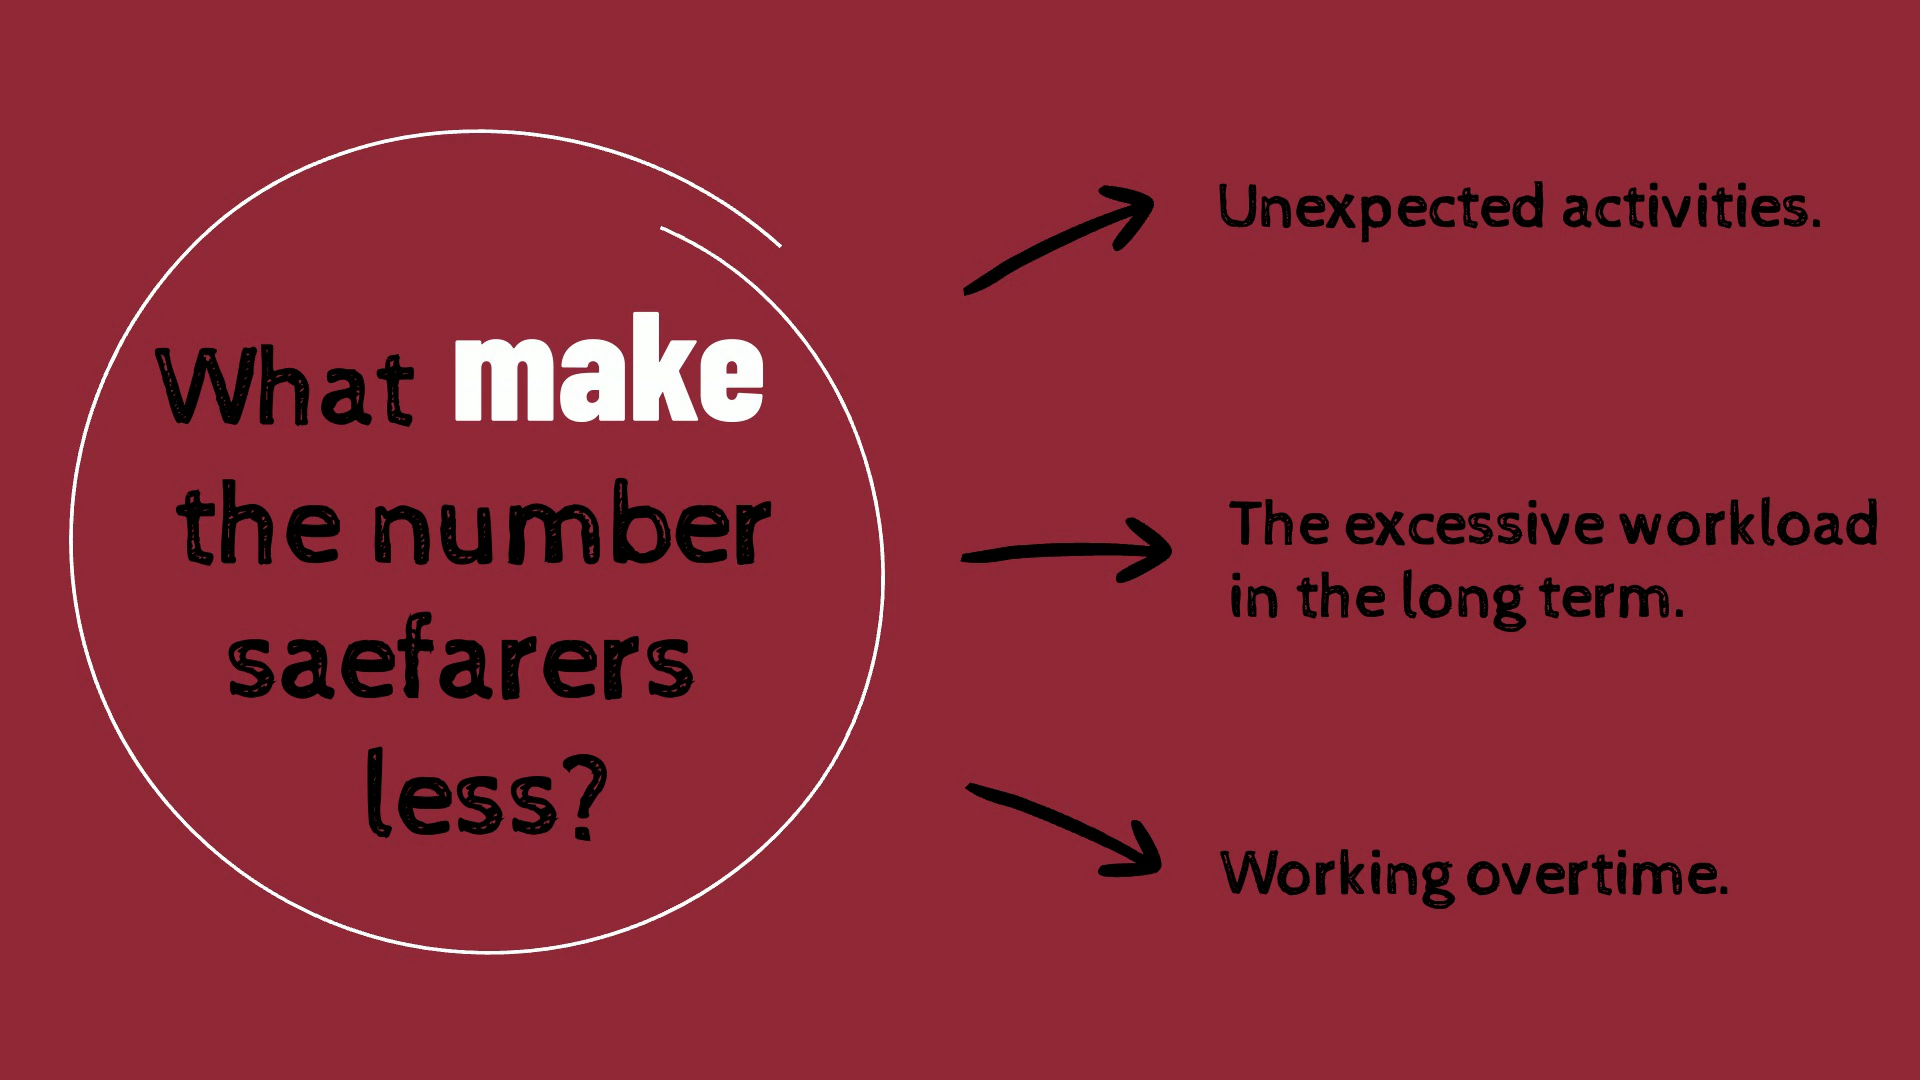 What make
the number
saefarers
less?
Unexpected activities.
The excessive workload
in the long term.
Working overtime.